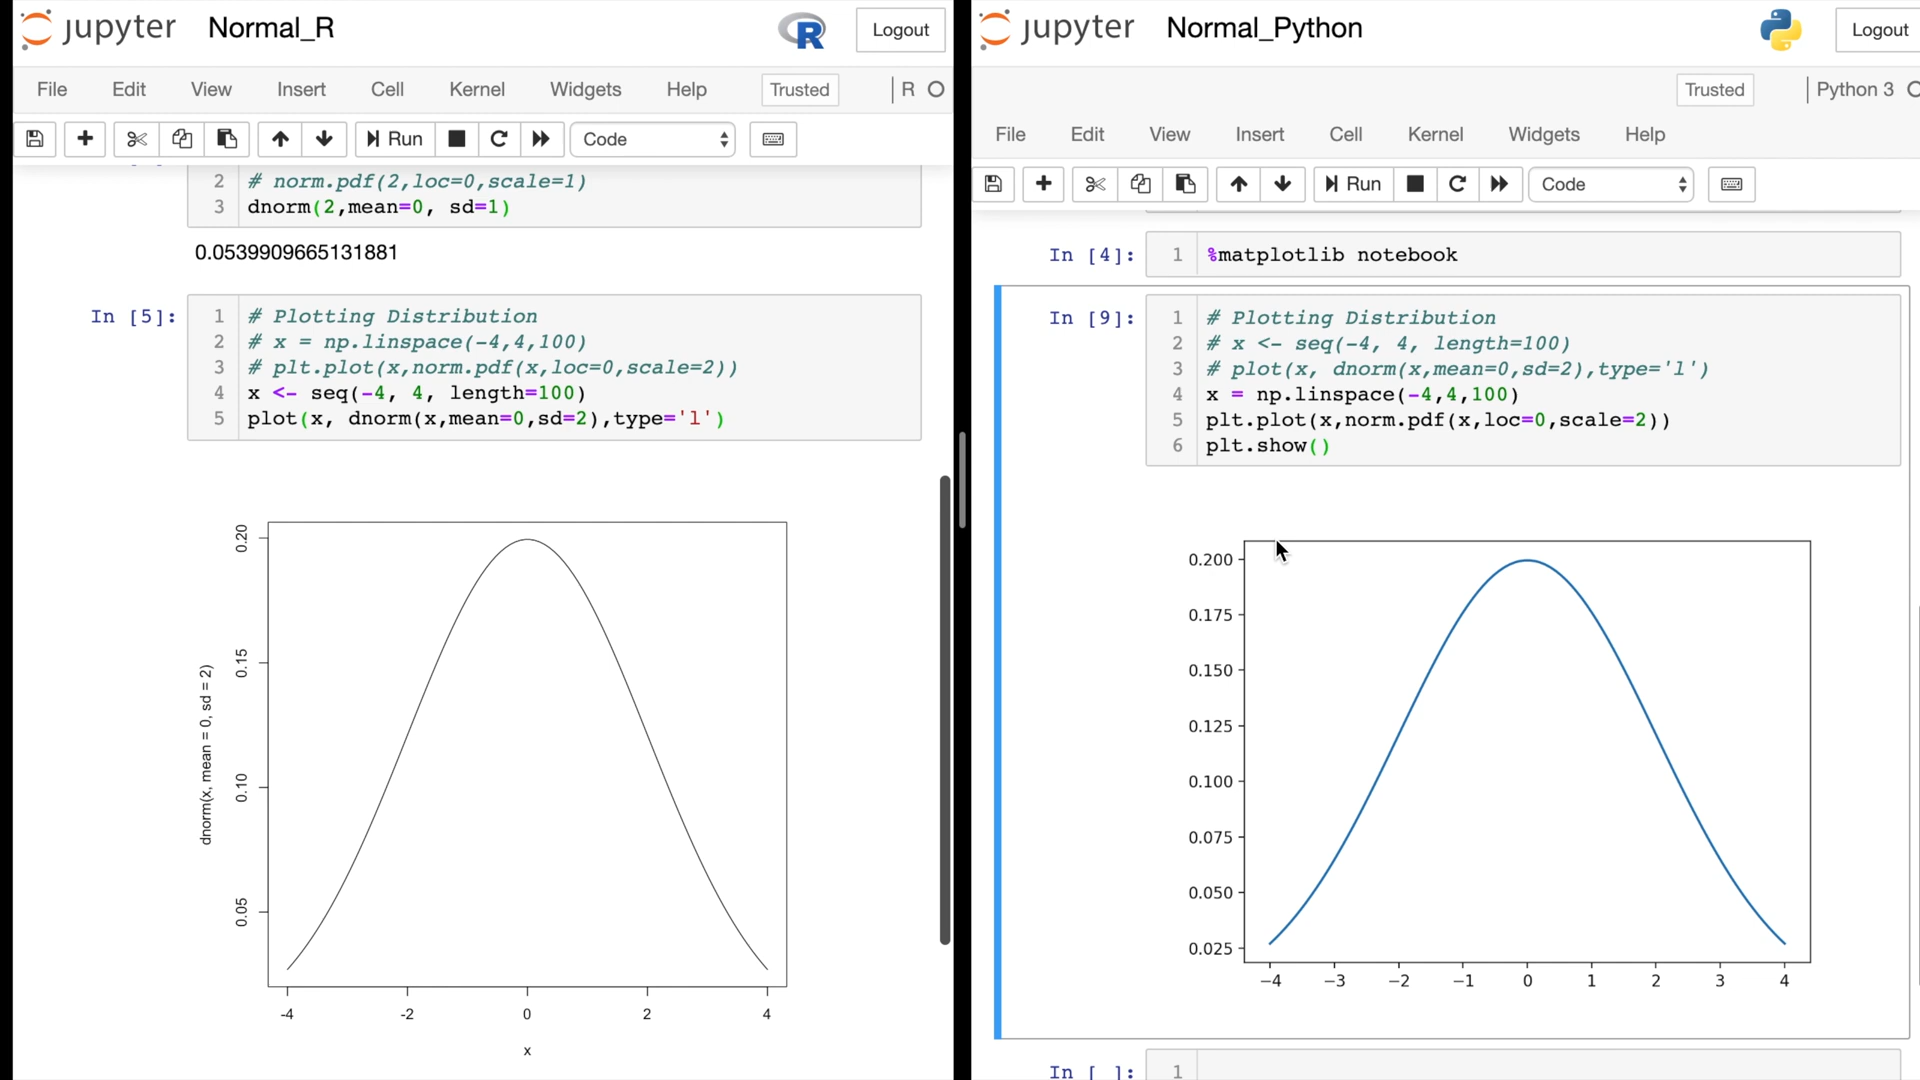 jupyter Normal_R Logout
File Edit View Insert Cell Kernel Widgets Help Trusted R
Run Code
2 # norm.pdf(2,loc=0,scale=1)
3 dnorm(2,mean=0, sd=1)
0.0539909665131881
In [5]:
1 # Plotting Distribution
2 # x = np.linspace(-4,4,100)
3 # plt.plot(x,norm.pdf(x,loc=0,scale=2))
4 x <- seq(-4, 4, length=100)
5 plot(x, dnorm(x,mean=0,sd=2),type='l')
dnorm(x, mean = 0, sd = 2)
0.20
0.15
0.10
0.05
-4 -2 0 2 4
x
jupyter Normal_Python Logout
Trusted Python 3
File Edit View Insert Cell Kernel Widgets Help
Run Code
In [4]: 1 %matplotlib notebook
In [9]:
1 # Plotting Distribution
2 # x <- seq(-4, 4, length=100)
3 # plot(x, dnorm(x,mean=0,sd=2),type='l')
4 x = np.linspace(-4,4,100)
5 plt.plot(x,norm.pdf(x,loc=0,scale=2))
6 plt.show()
0.200
0.175
0.150
0.125
0.100
0.075
0.050
0.025
−4 −3 −2 −1 0 1 2 3 4
In [ ]: 1